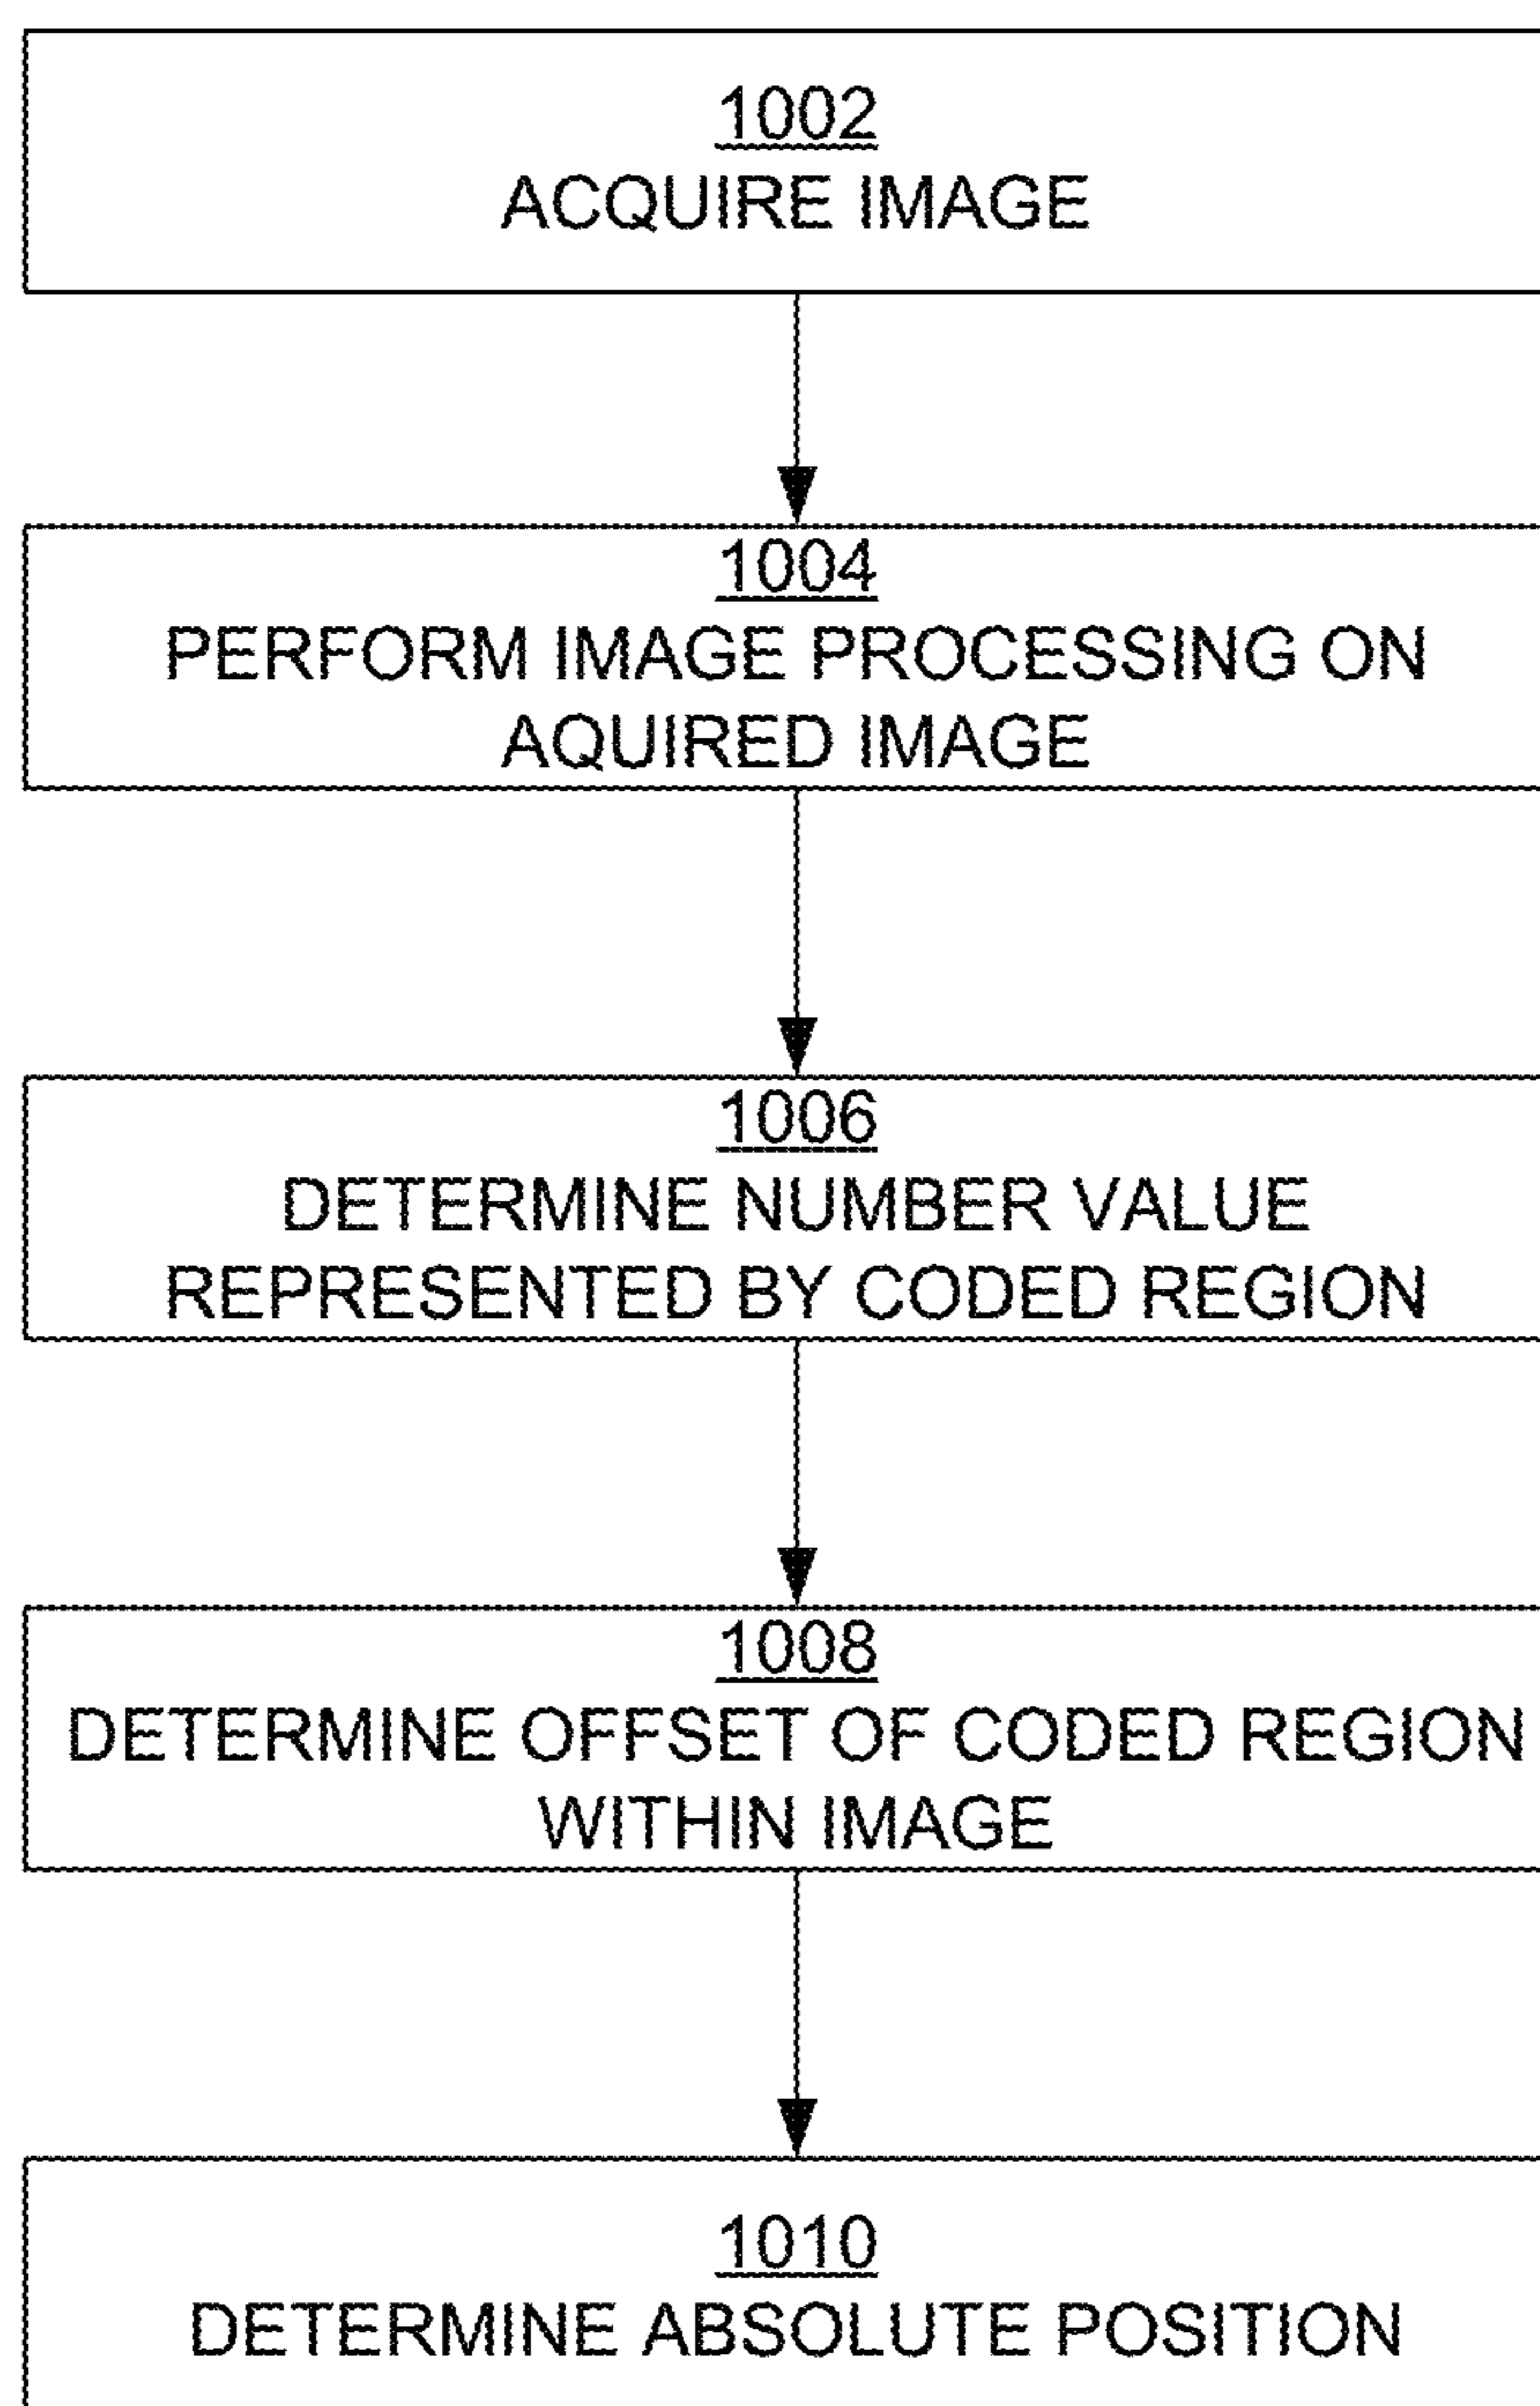 1002
ACQUIRE IMAGE
1004
PERFORM IMAGE PROCESSING ON
AQUIRED IMAGE
1006
DETERMINE NUMBER VALUE
REPRESENTED BY CODED REGION
1008
DETERMINE OFFSET OF CODED REGION
WITHIN IMAGE
1010
DETERMINE ABSOLUTE POSITION